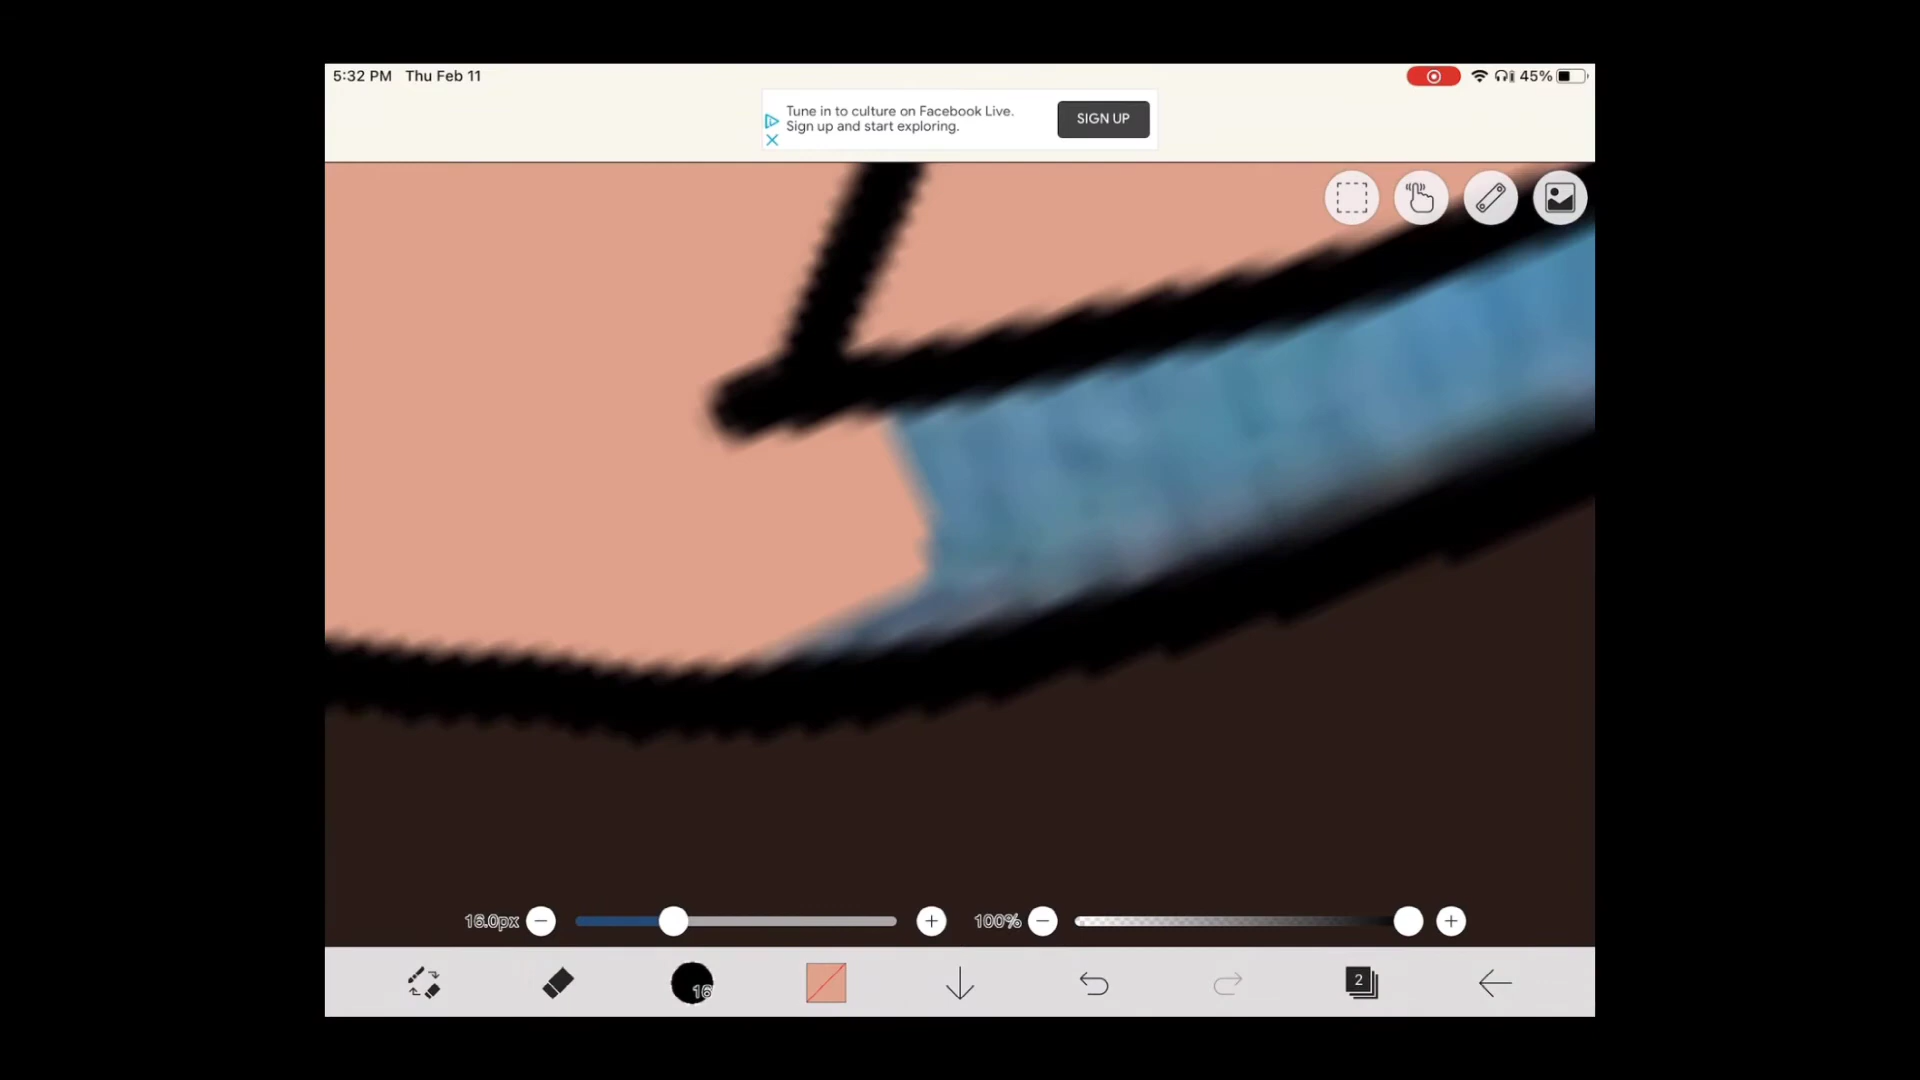 5:32 PM Thu Feb 11
45%
Tune in to culture on Facebook Live.
Sign up and start exploring.
SIGN UP
16.0px
100%
16
2